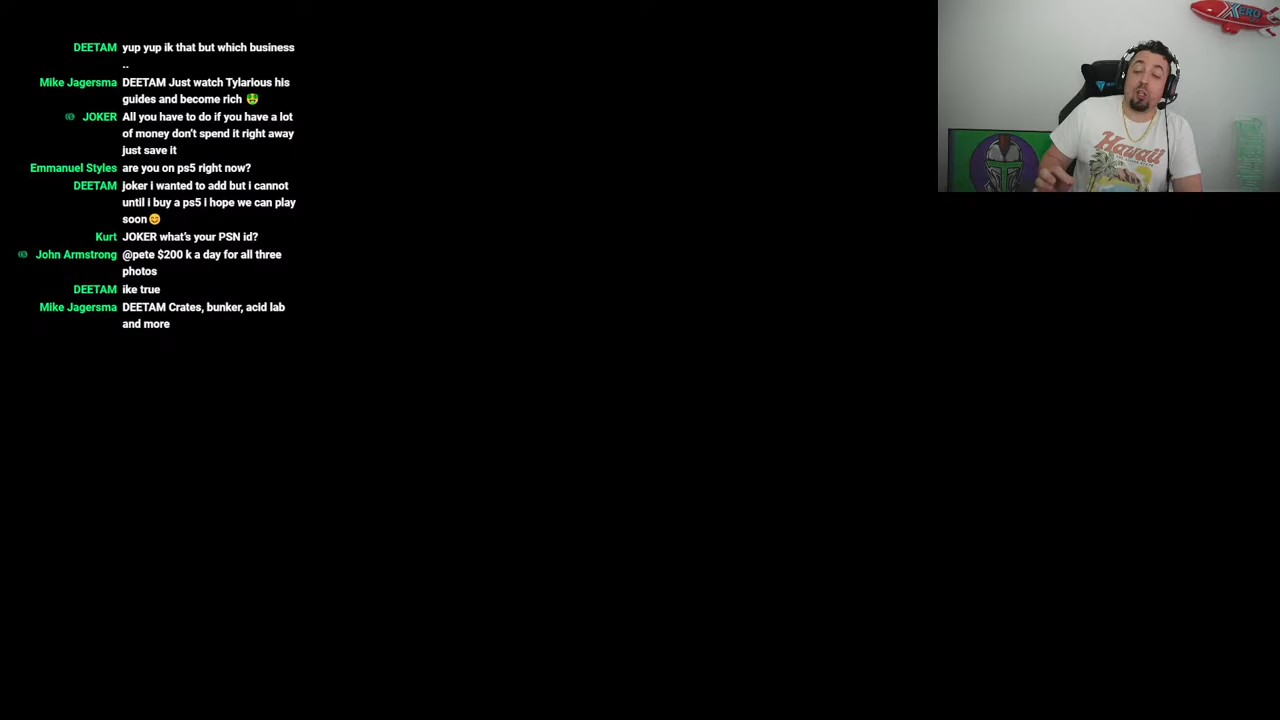 DEETAM yup yup ik that but which business
..
Mike Jagersma DEETAM Just watch Tylarious his
guides and become rich 🤑
JOKER All you have to do if you have a lot
of money don't spend it right away
just save it
Emmanuel Styles are you on ps5 right now?
DEETAM joker i wanted to add but i cannot
until i buy a ps5 i hope we can play
soon😊
Kurt JOKER what's your PSN id?
John Armstrong @pete $200 k a day for all three
photos
DEETAM ike true
Mike Jagersma DEETAM Crates, bunker, acid lab
and more
XERO
Hawaii